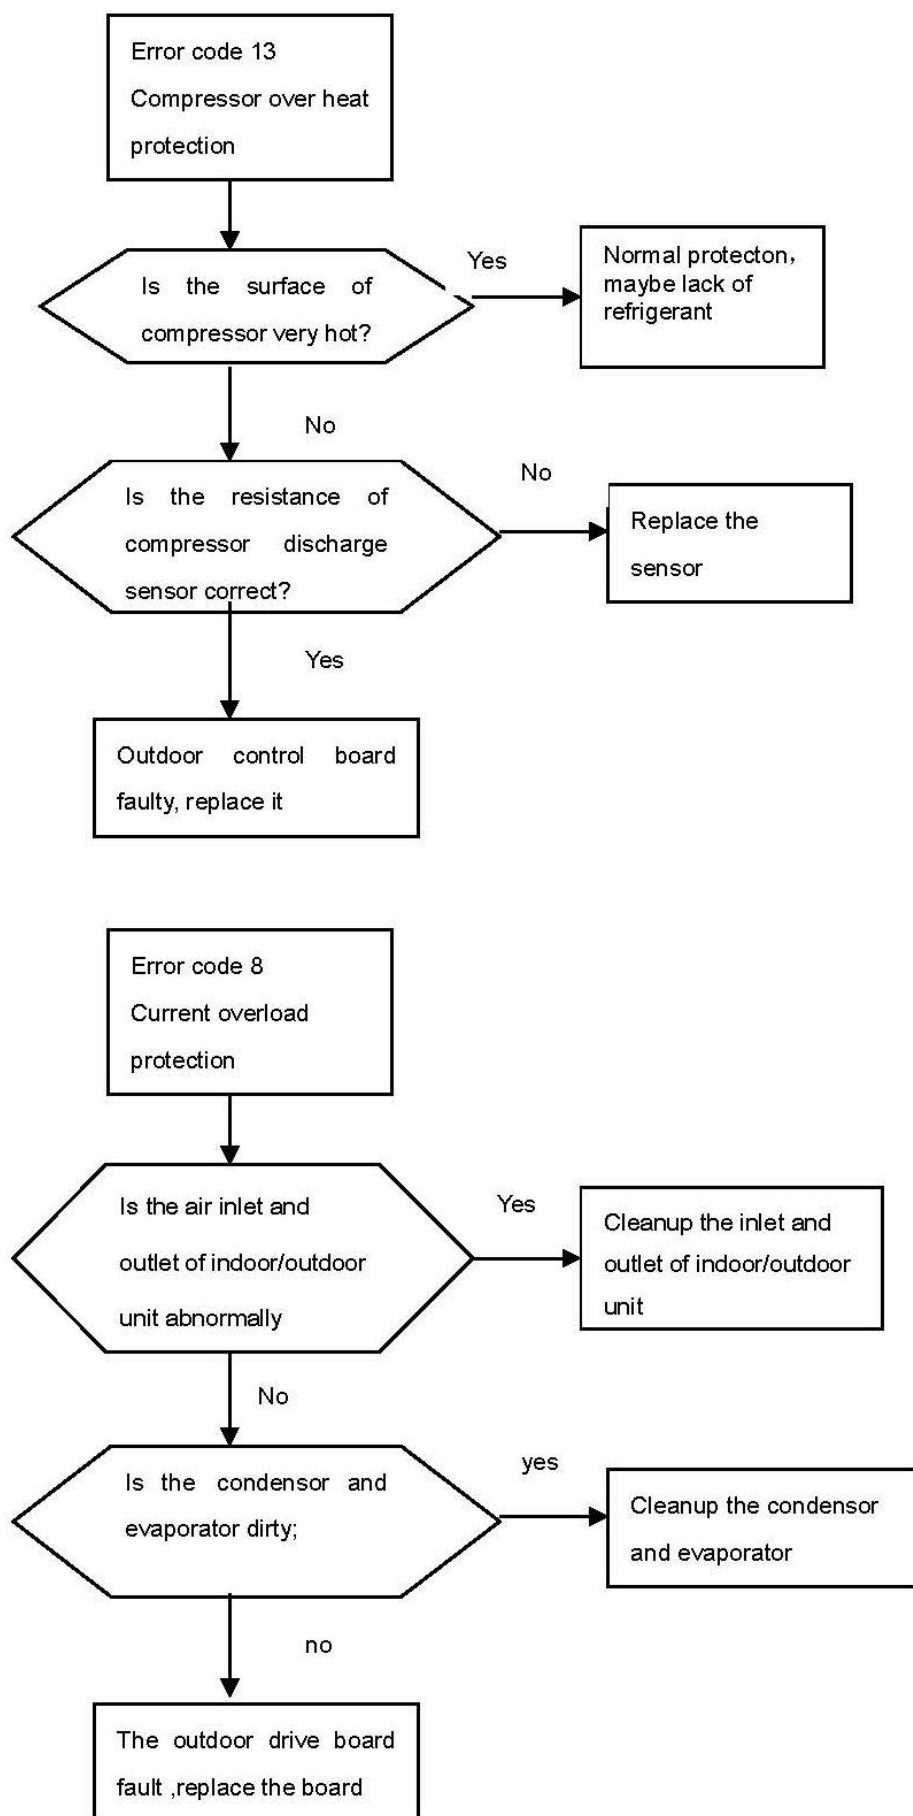 Error code 13
Compressor over heat
protection
Is the surface of
compressor very hot?
Yes
Normal protecton，
maybe lack of
refrigerant
No
Is the resistance of
compressor discharge
sensor correct?
No
Replace the
sensor
Yes
Outdoor control board
faulty, replace it
Error code 8
Current overload
protection
Is the air inlet and
outlet of indoor/outdoor
unit abnormally
Yes
Cleanup the inlet and
outlet of indoor/outdoor
unit
No
Is the condensor and
evaporator dirty;
yes
Cleanup the condensor
and evaporator
no
The outdoor drive board
fault ,replace the board